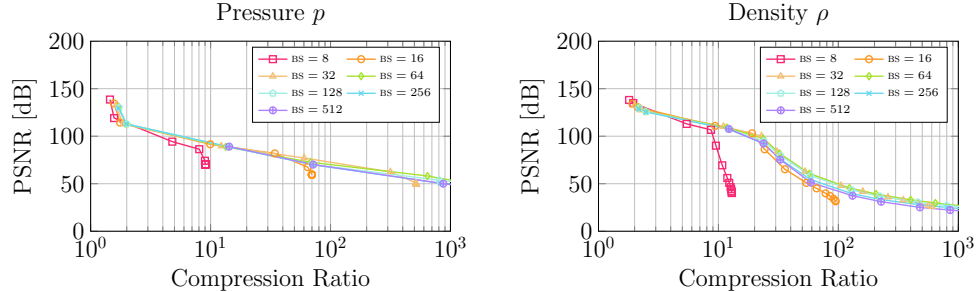 Pressure p
PSNR [dB]
200
150
100
50
0
BS = 8
BS = 16
BS = 32
BS = 64
BS = 128
BS = 256
BS = 512
10^0
10^1
10^2
10^3
Compression Ratio
Density ρ
PSNR [dB]
200
150
100
50
0
BS = 8
BS = 16
BS = 32
BS = 64
BS = 128
BS = 256
BS = 512
10^0
10^1
10^2
10^3
Compression Ratio